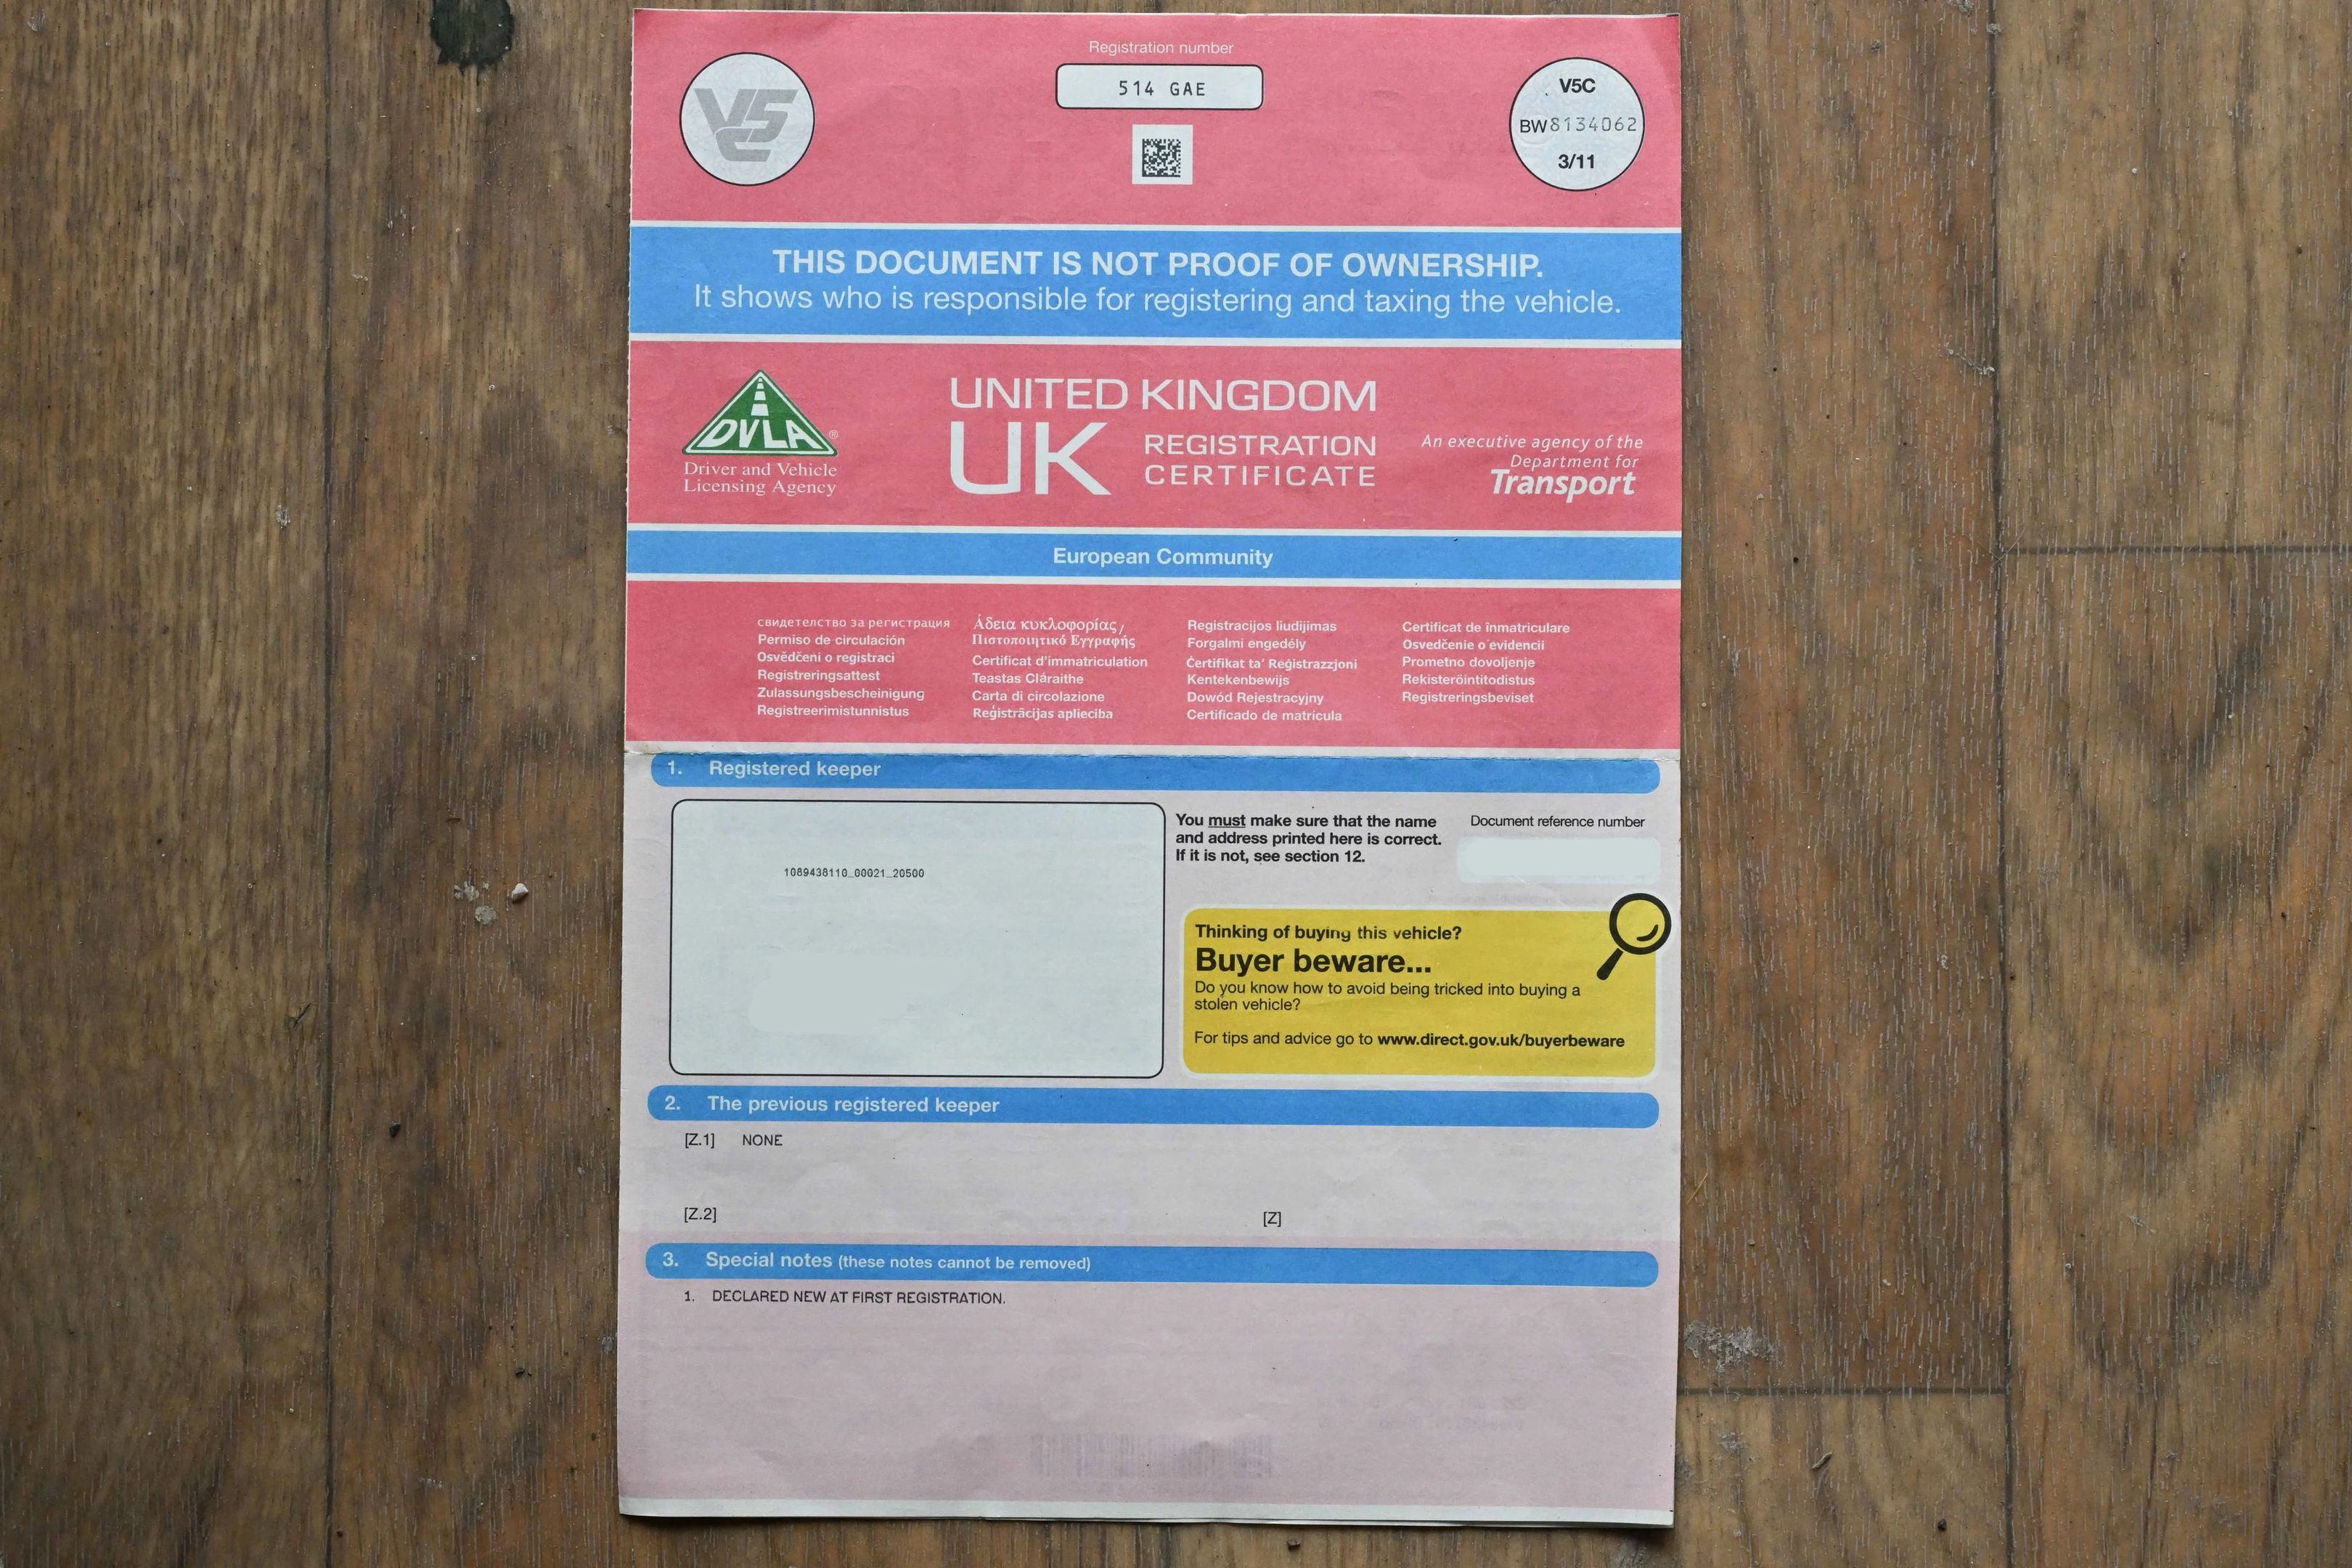 Registration number
514 GAE
V5C
V5C
BW8134062
3/11
THIS DOCUMENT IS NOT PROOF OF OWNERSHIP.
It shows who is responsible for registering and taxing the vehicle.
DVLA®
Driver and Vehicle
Licensing Agency
UNITED KINGDOM
UK
REGISTRATION
CERTIFICATE
An executive agency of the
Department for
Transport
European Community
свидетелство за регистрация
Permiso de circulación
Osvědčeni o registraci
Registreringsattest
Zulassungsbescheinigung
Registreerimistunnistus
Άδεια κυκλοφορίας /
Πιστοποιητικό Εγγραφής
Certificat d'immatriculation
Teastas Cláraithe
Carta di circolazione
Reģistrācijas apliecība
Registracijos liudijimas
Forgalmi engedély
Ċertifikat ta' Reġistrazzjoni
Kentekenbewijs
Dowód Rejestracyjny
Certificado de matrícula
Certificat de înmatriculare
Osvedčenie o evidencii
Prometno dovoljenje
Rekisteröintitodistus
Registreringsbeviset
1. Registered keeper
1089438110_00021_20500
You must make sure that the name
and address printed here is correct.
If it is not, see section 12.
Document reference number
Thinking of buying this vehicle?
Buyer beware...
Do you know how to avoid being tricked into buying a
stolen vehicle?
For tips and advice go to www.direct.gov.uk/buyerbeware
2. The previous registered keeper
[Z.1] NONE
[Z.2]
[Z]
3. Special notes (these notes cannot be removed)
1. DECLARED NEW AT FIRST REGISTRATION.